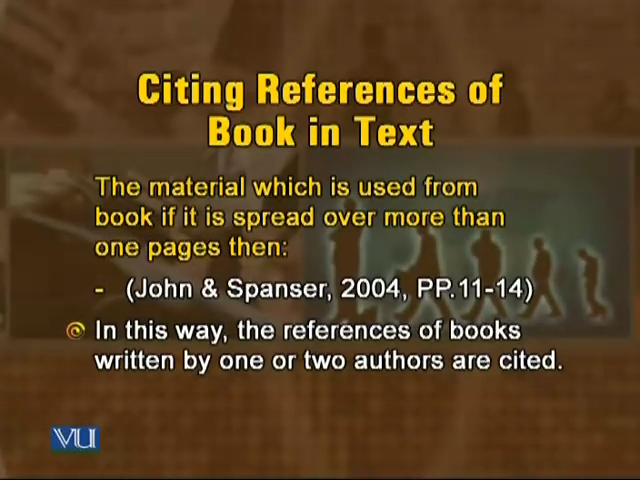 Citing References of
Book in Text
The material which is used from
book if it is spread over more than
one pages then:
- (John & Spanser, 2004, PP.11-14)
In this way, the references of books
written by one or two authors are cited.
VU